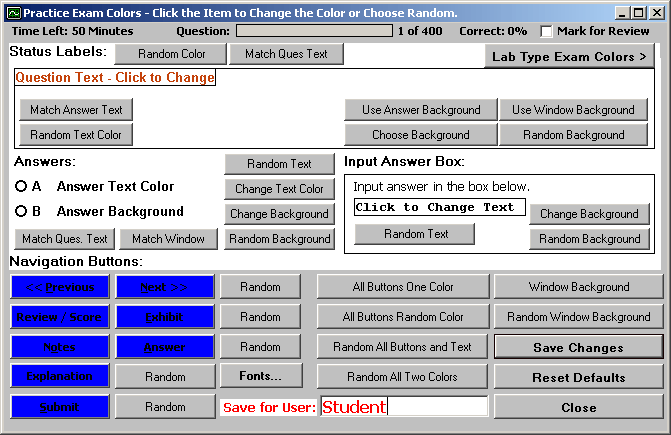 Practice Exam Colors - Click the Item to Change the Color or Choose Random.
Time Left: 50 Minutes Question: 1 of 400 Correct: 0% Mark for Review
Status Labels: Random Color Match Ques Text Lab Type Exam Colors >
Question Text - Click to Change
Match Answer Text Use Answer Background Use Window Background
Random Text Color Choose Background Random Background
Answers: Random Text Input Answer Box:
A Answer Text Color Change Text Color Input answer in the box below.
B Answer Background Change Background Click to Change Text Change Background
Match Ques. Text Match Window Random Background Random Text Random Background
Navigation Buttons:
<< Previous Next >> Random All Buttons One Color Window Background
Review / Score Exhibit Random All Buttons Random Color Random Window Background
Notes Answer Random Random All Buttons and Text Save Changes
Explanation Random Fonts... Random All Two Colors Reset Defaults
Submit Random Save for User: Student Close